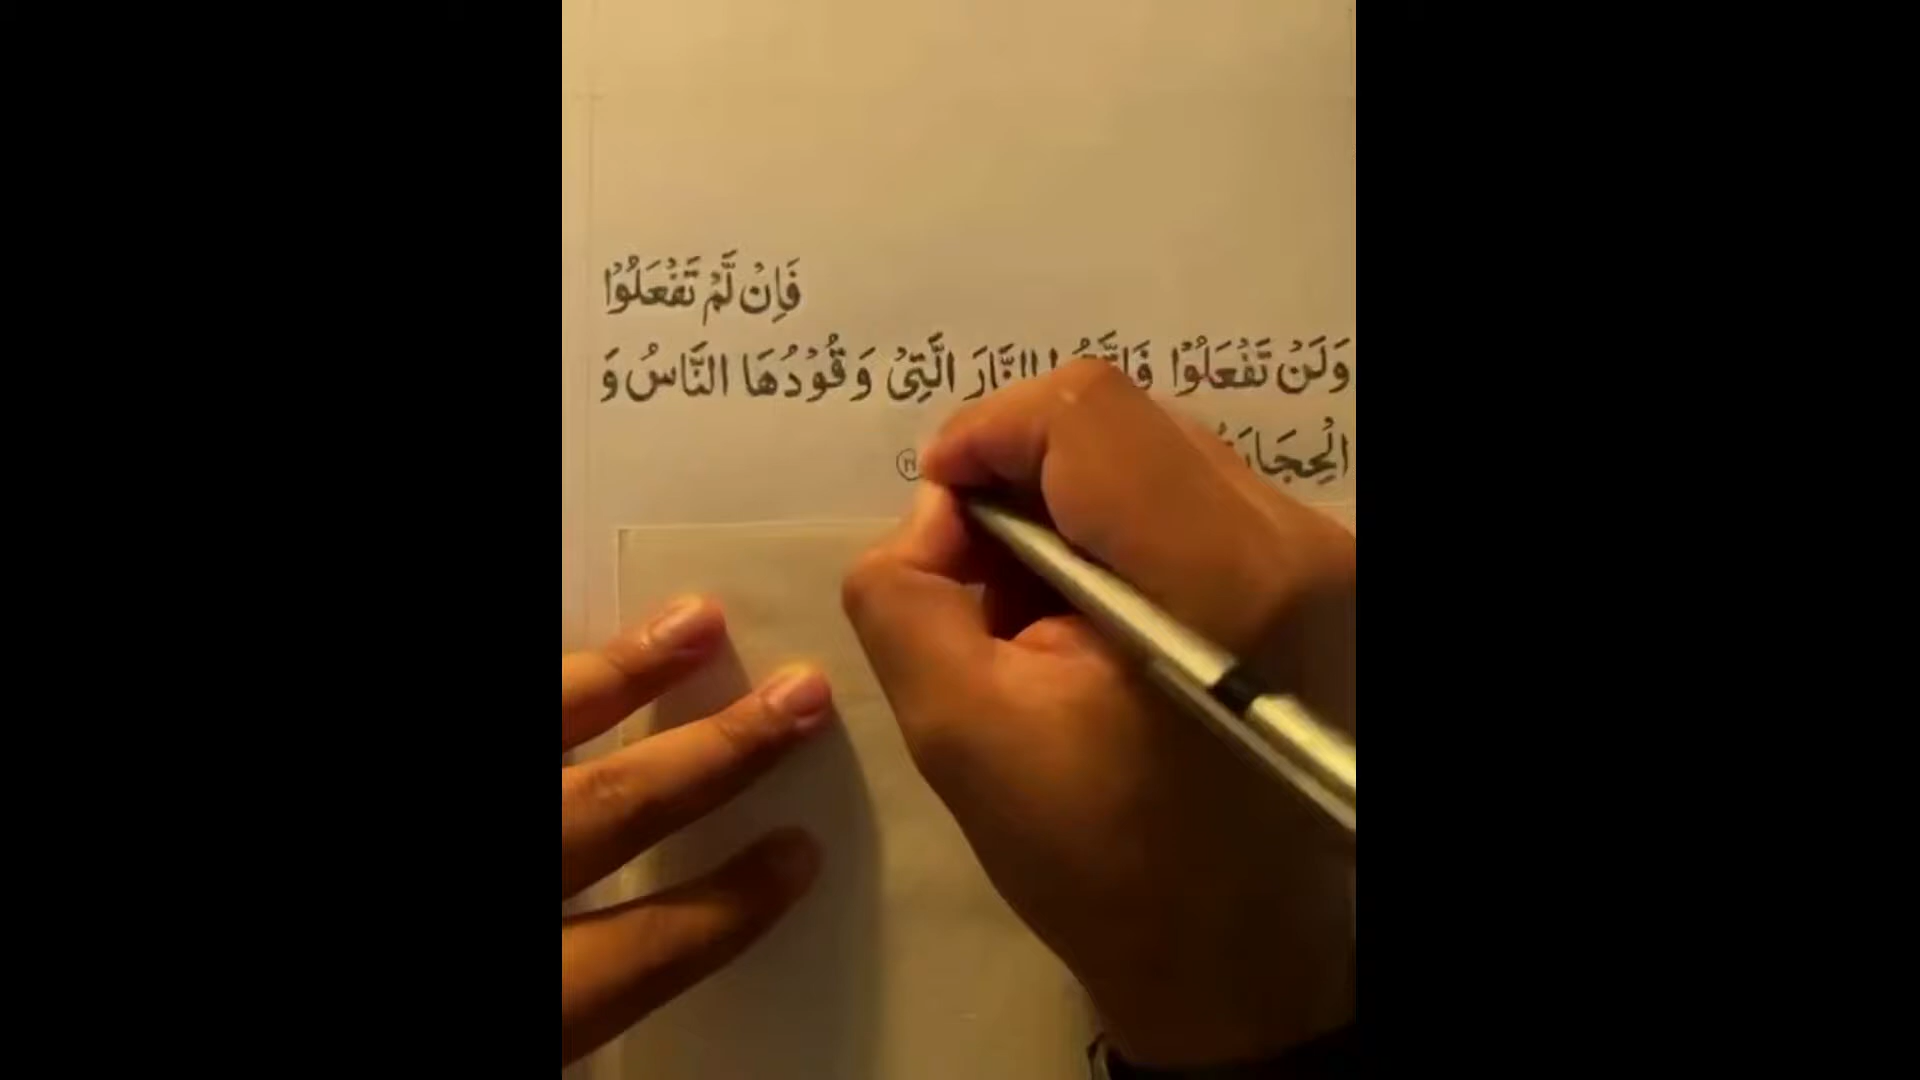 فَاِنْ لَّمْ تَفْعَلُوْا
وَلَنْ تَفْعَلُوْا النَّارَ الَّتِیْ وَقُوْدُهَا النَّاسُ وَ